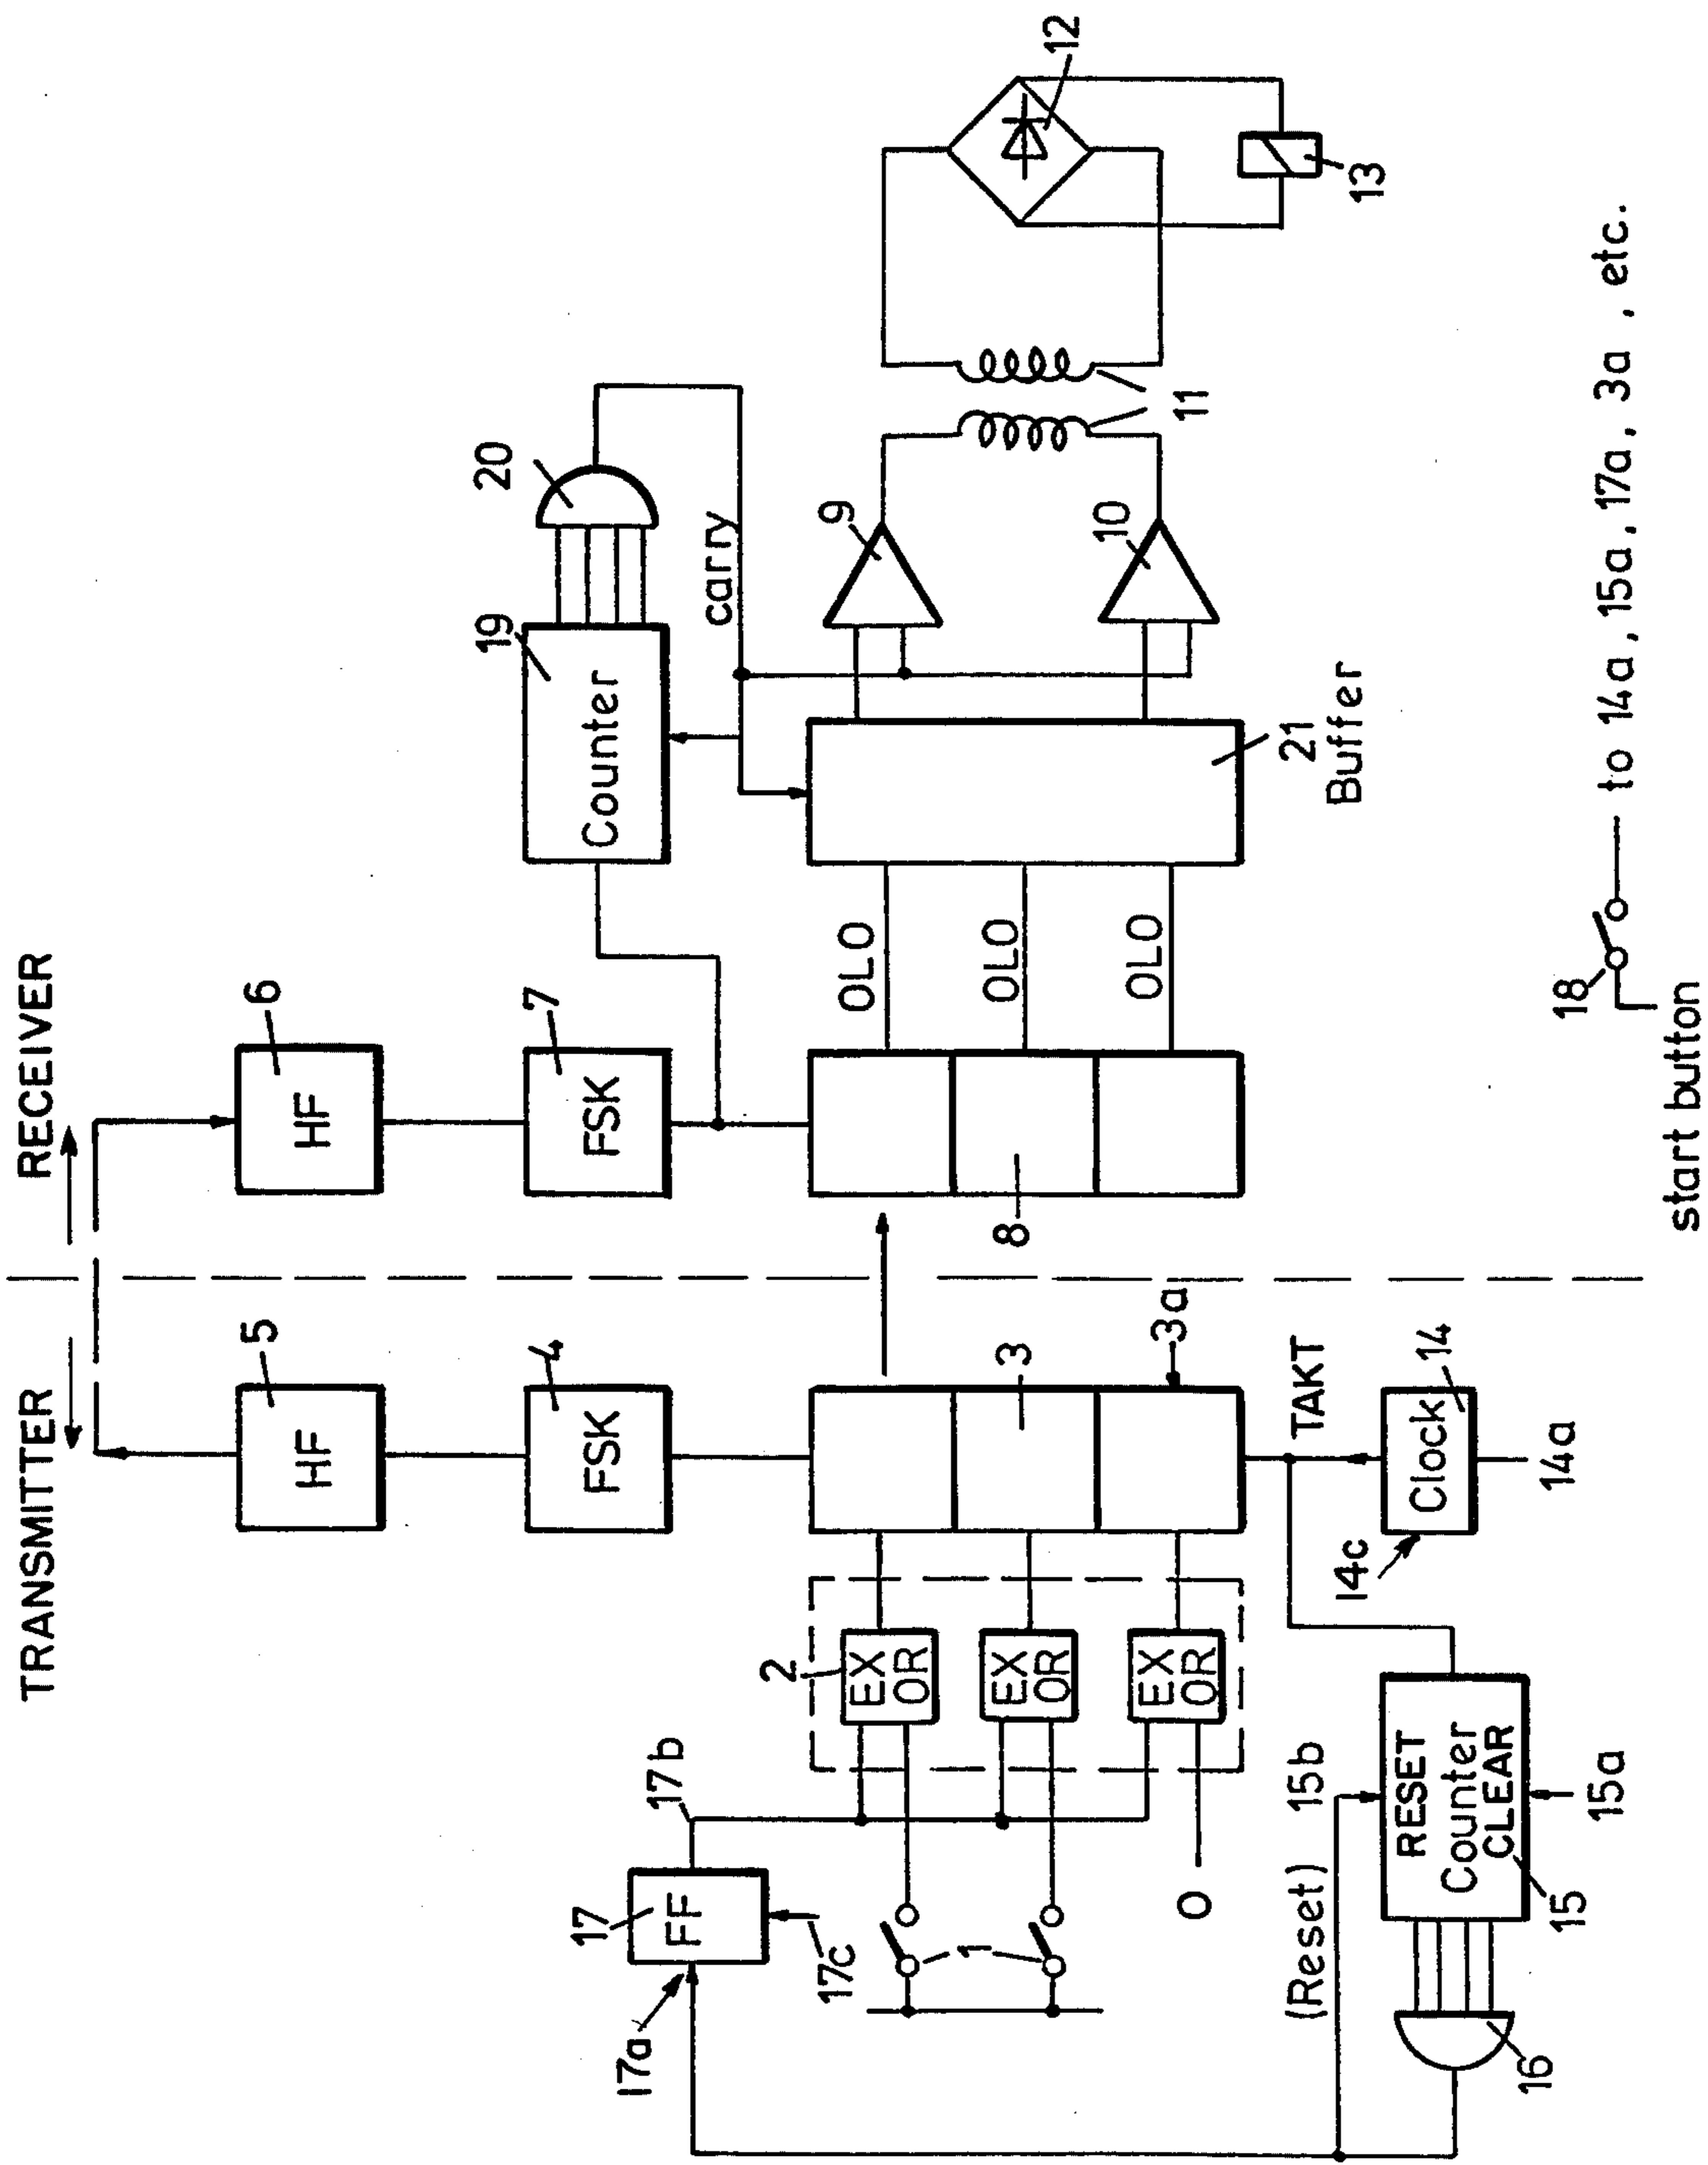 TRANSMITTER
RECEIVER
5
HF
6
HF
4
FSK
7
FSK
19
Counter
20
carry
17
FF
17a
17b
17c
2
EX
OR
EX
OR
EX
OR
1
O
3
3a
8
OLO
OLO
OLO
21
Buffer
9
10
11
12
13
TAKT
14
Clock
14a
14c
(Reset) 15b
RESET
Counter
CLEAR
15
15a
16
18
start button
to 14a, 15a, 17a, 3a, etc.